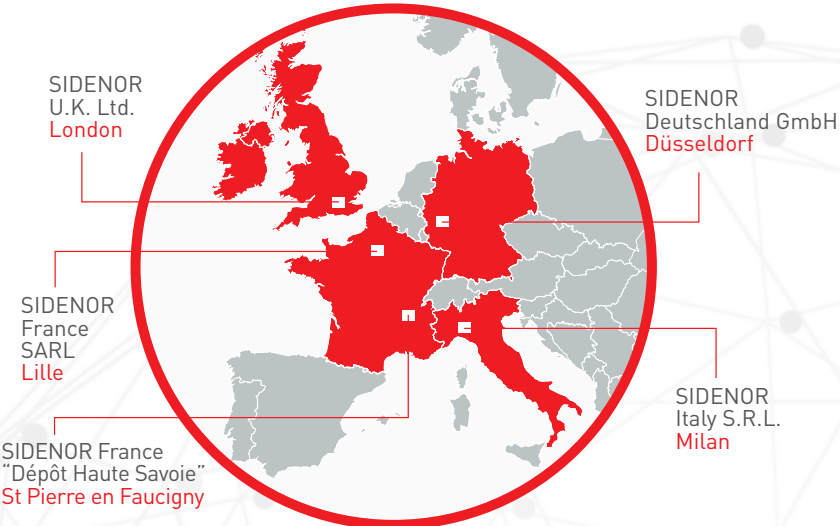 SIDENOR
U.K. Ltd.
London
SIDENOR
Deutschland GmbH
Düsseldorf
SIDENOR
France
SARL
Lille
SIDENOR
Italy S.R.L.
Milan
SIDENOR France
“Dépôt Haute Savoie”
St Pierre en Faucigny